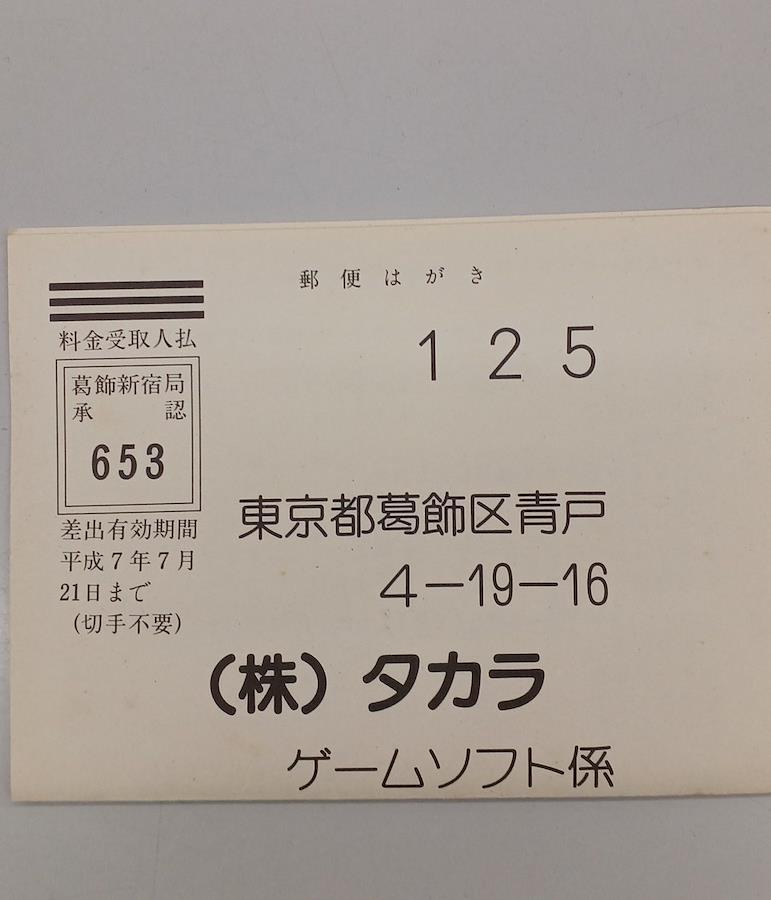 郵便はがき
料金受取人払
葛飾新宿局
承認
653
差出有効期間
平成7年7月
21日まで
(切手不要)
125
東京都葛飾区青戸
4-19-16
(株)タカラ
ゲームソフト係